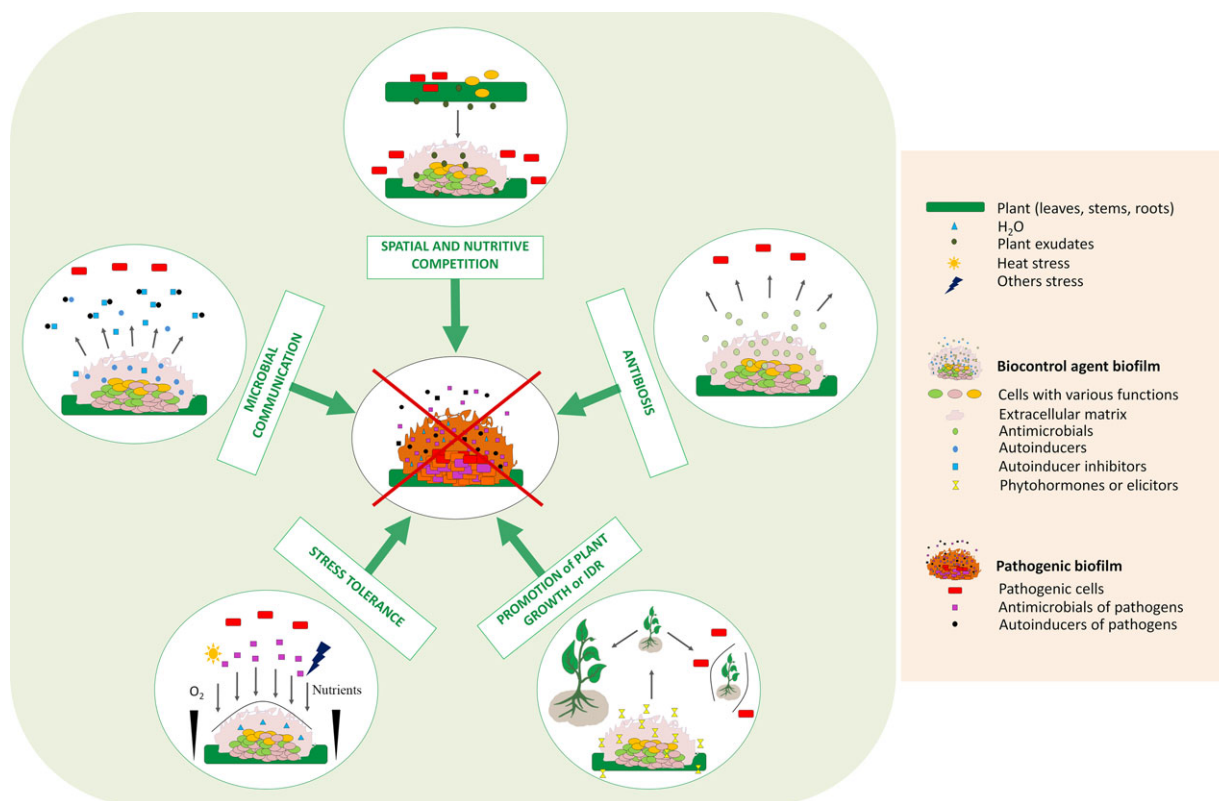 SPATIAL AND NUTRITIVE
COMPETITION
MICROBIAL
COMMUNICATION
ANTIBIOSIS
STRESS TOLERANCE
PROMOTION of PLANT
GROWTH or IDR
O₂
Nutrients
Plant (leaves, stems, roots)
H₂O
Plant exudates
Heat stress
Others stress
Biocontrol agent biofilm
Cells with various functions
Extracellular matrix
Antimicrobials
Autoinducers
Autoinducer inhibitors
Phytohormones or elicitors
Pathogenic biofilm
Pathogenic cells
Antimicrobials of pathogens
Autoinducers of pathogens